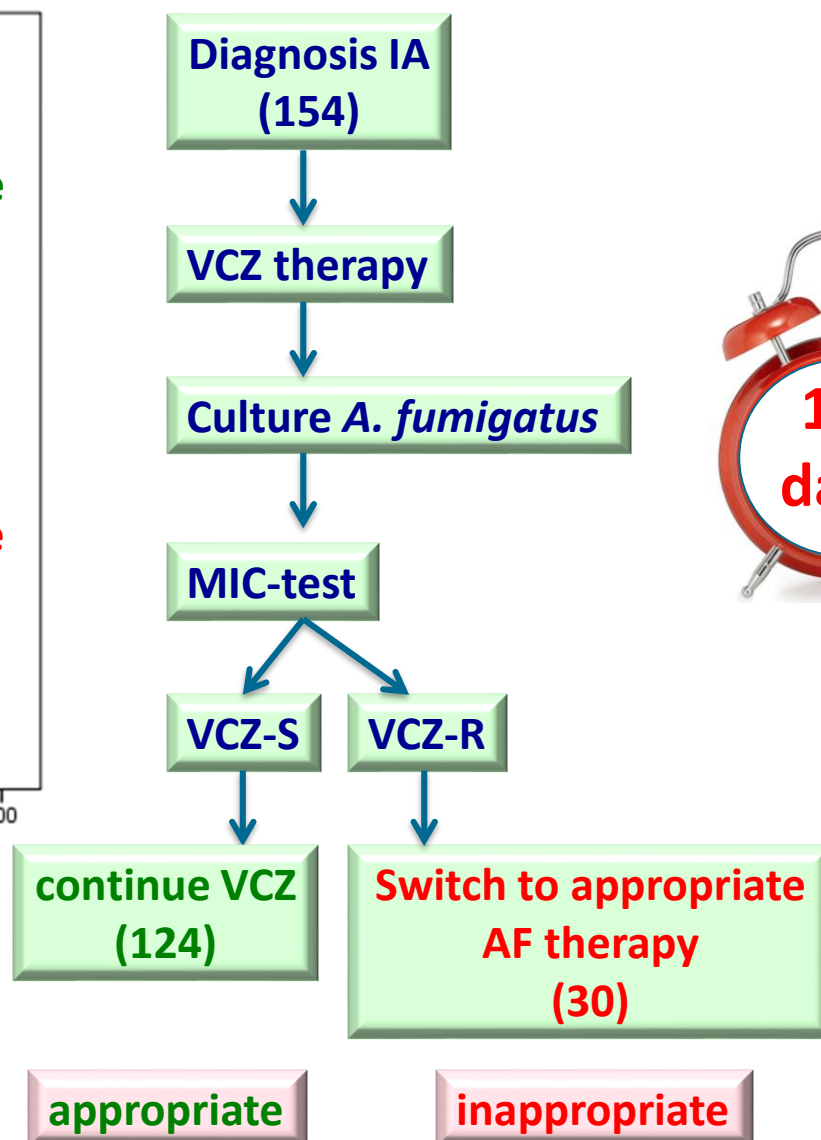 Diagnosis IA
(154)
VCZ therapy
Culture A. fumigatus
MIC-test
VCZ-S
VCZ-R
continue VCZ
(124)
Switch to appropriate
AF therapy
(30)
appropriate
inappropriate